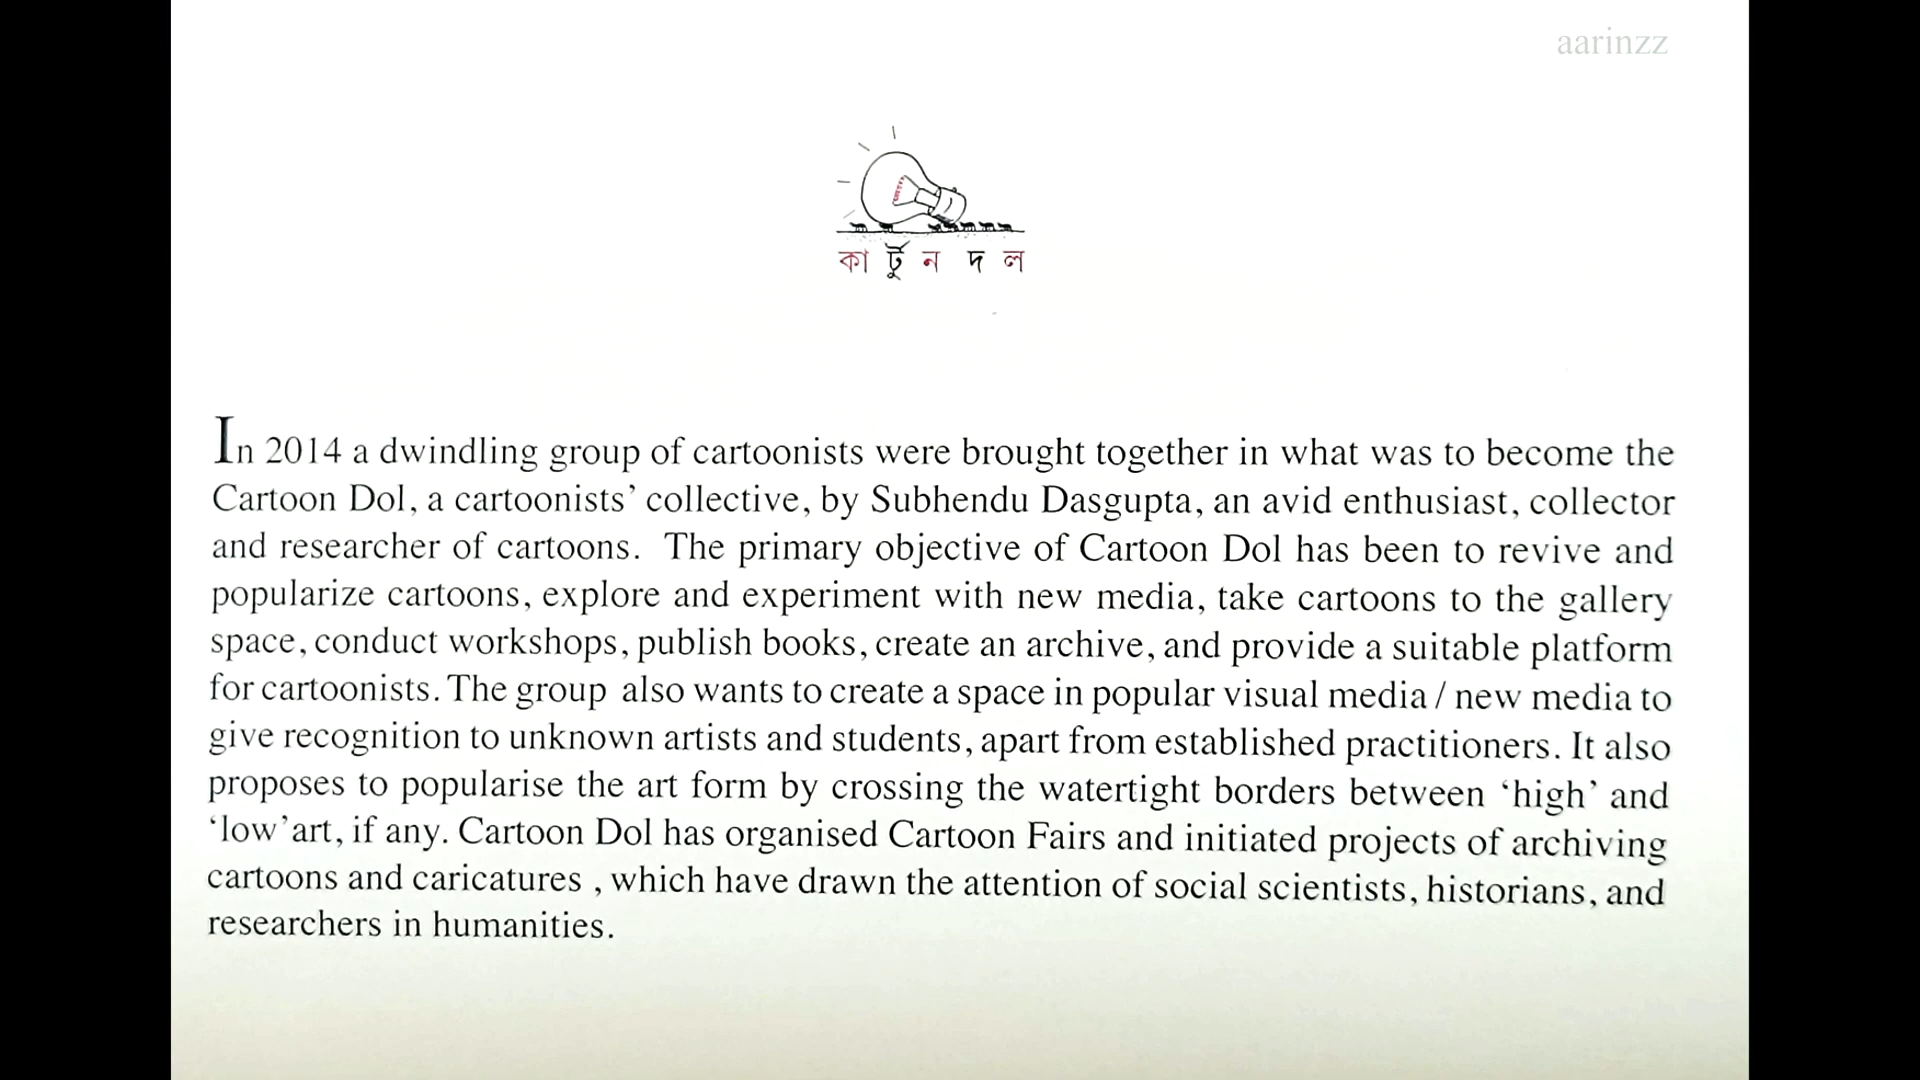 aarinzz
কার্টুন দল
In 2014 a dwindling group of cartoonists were brought together in what was to become the
Cartoon Dol, a cartoonists’ collective, by Subhendu Dasgupta, an avid enthusiast, collector
and researcher of cartoons. The primary objective of Cartoon Dol has been to revive and
popularize cartoons, explore and experiment with new media, take cartoons to the gallery
space, conduct workshops, publish books, create an archive, and provide a suitable platform
for cartoonists. The group also wants to create a space in popular visual media / new media to
give recognition to unknown artists and students, apart from established practitioners. It also
proposes to popularise the art form by crossing the watertight borders between ‘high’ and
‘low’art, if any. Cartoon Dol has organised Cartoon Fairs and initiated projects of archiving
cartoons and caricatures , which have drawn the attention of social scientists, historians, and
researchers in humanities.